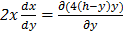 2x dx/dy = ∂(4(h−y)y)/∂y